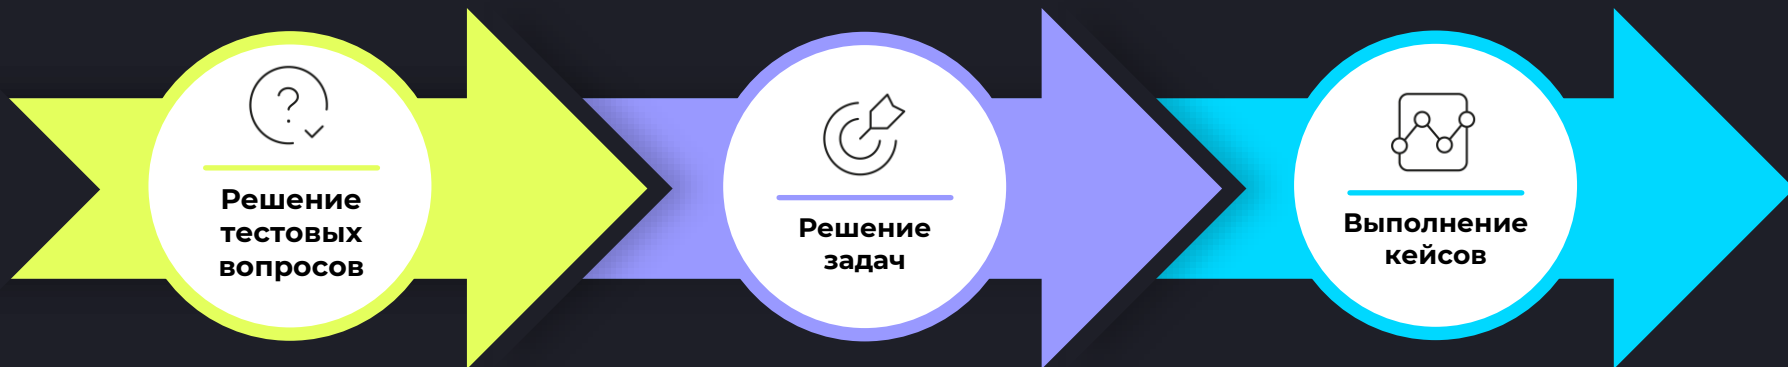 Решение
тестовых
вопросов
Решение
задач
Выполнение
кейсов